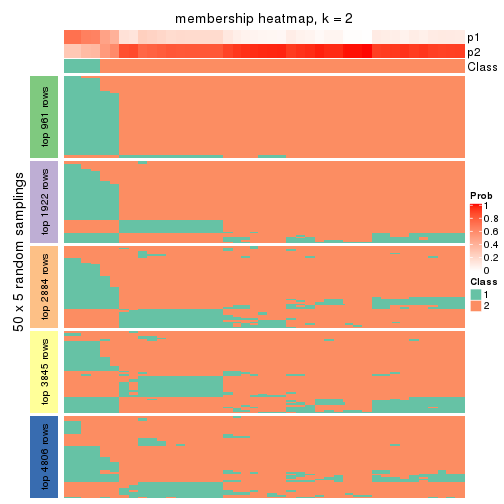 membership heatmap, k = 2
p1
p2
Class
50 x 5 random samplings
top 961 rows
top 1922 rows
top 2884 rows
top 3845 rows
top 4806 rows
Prob
1
0.8
0.6
0.4
0.2
0
Class
1
2